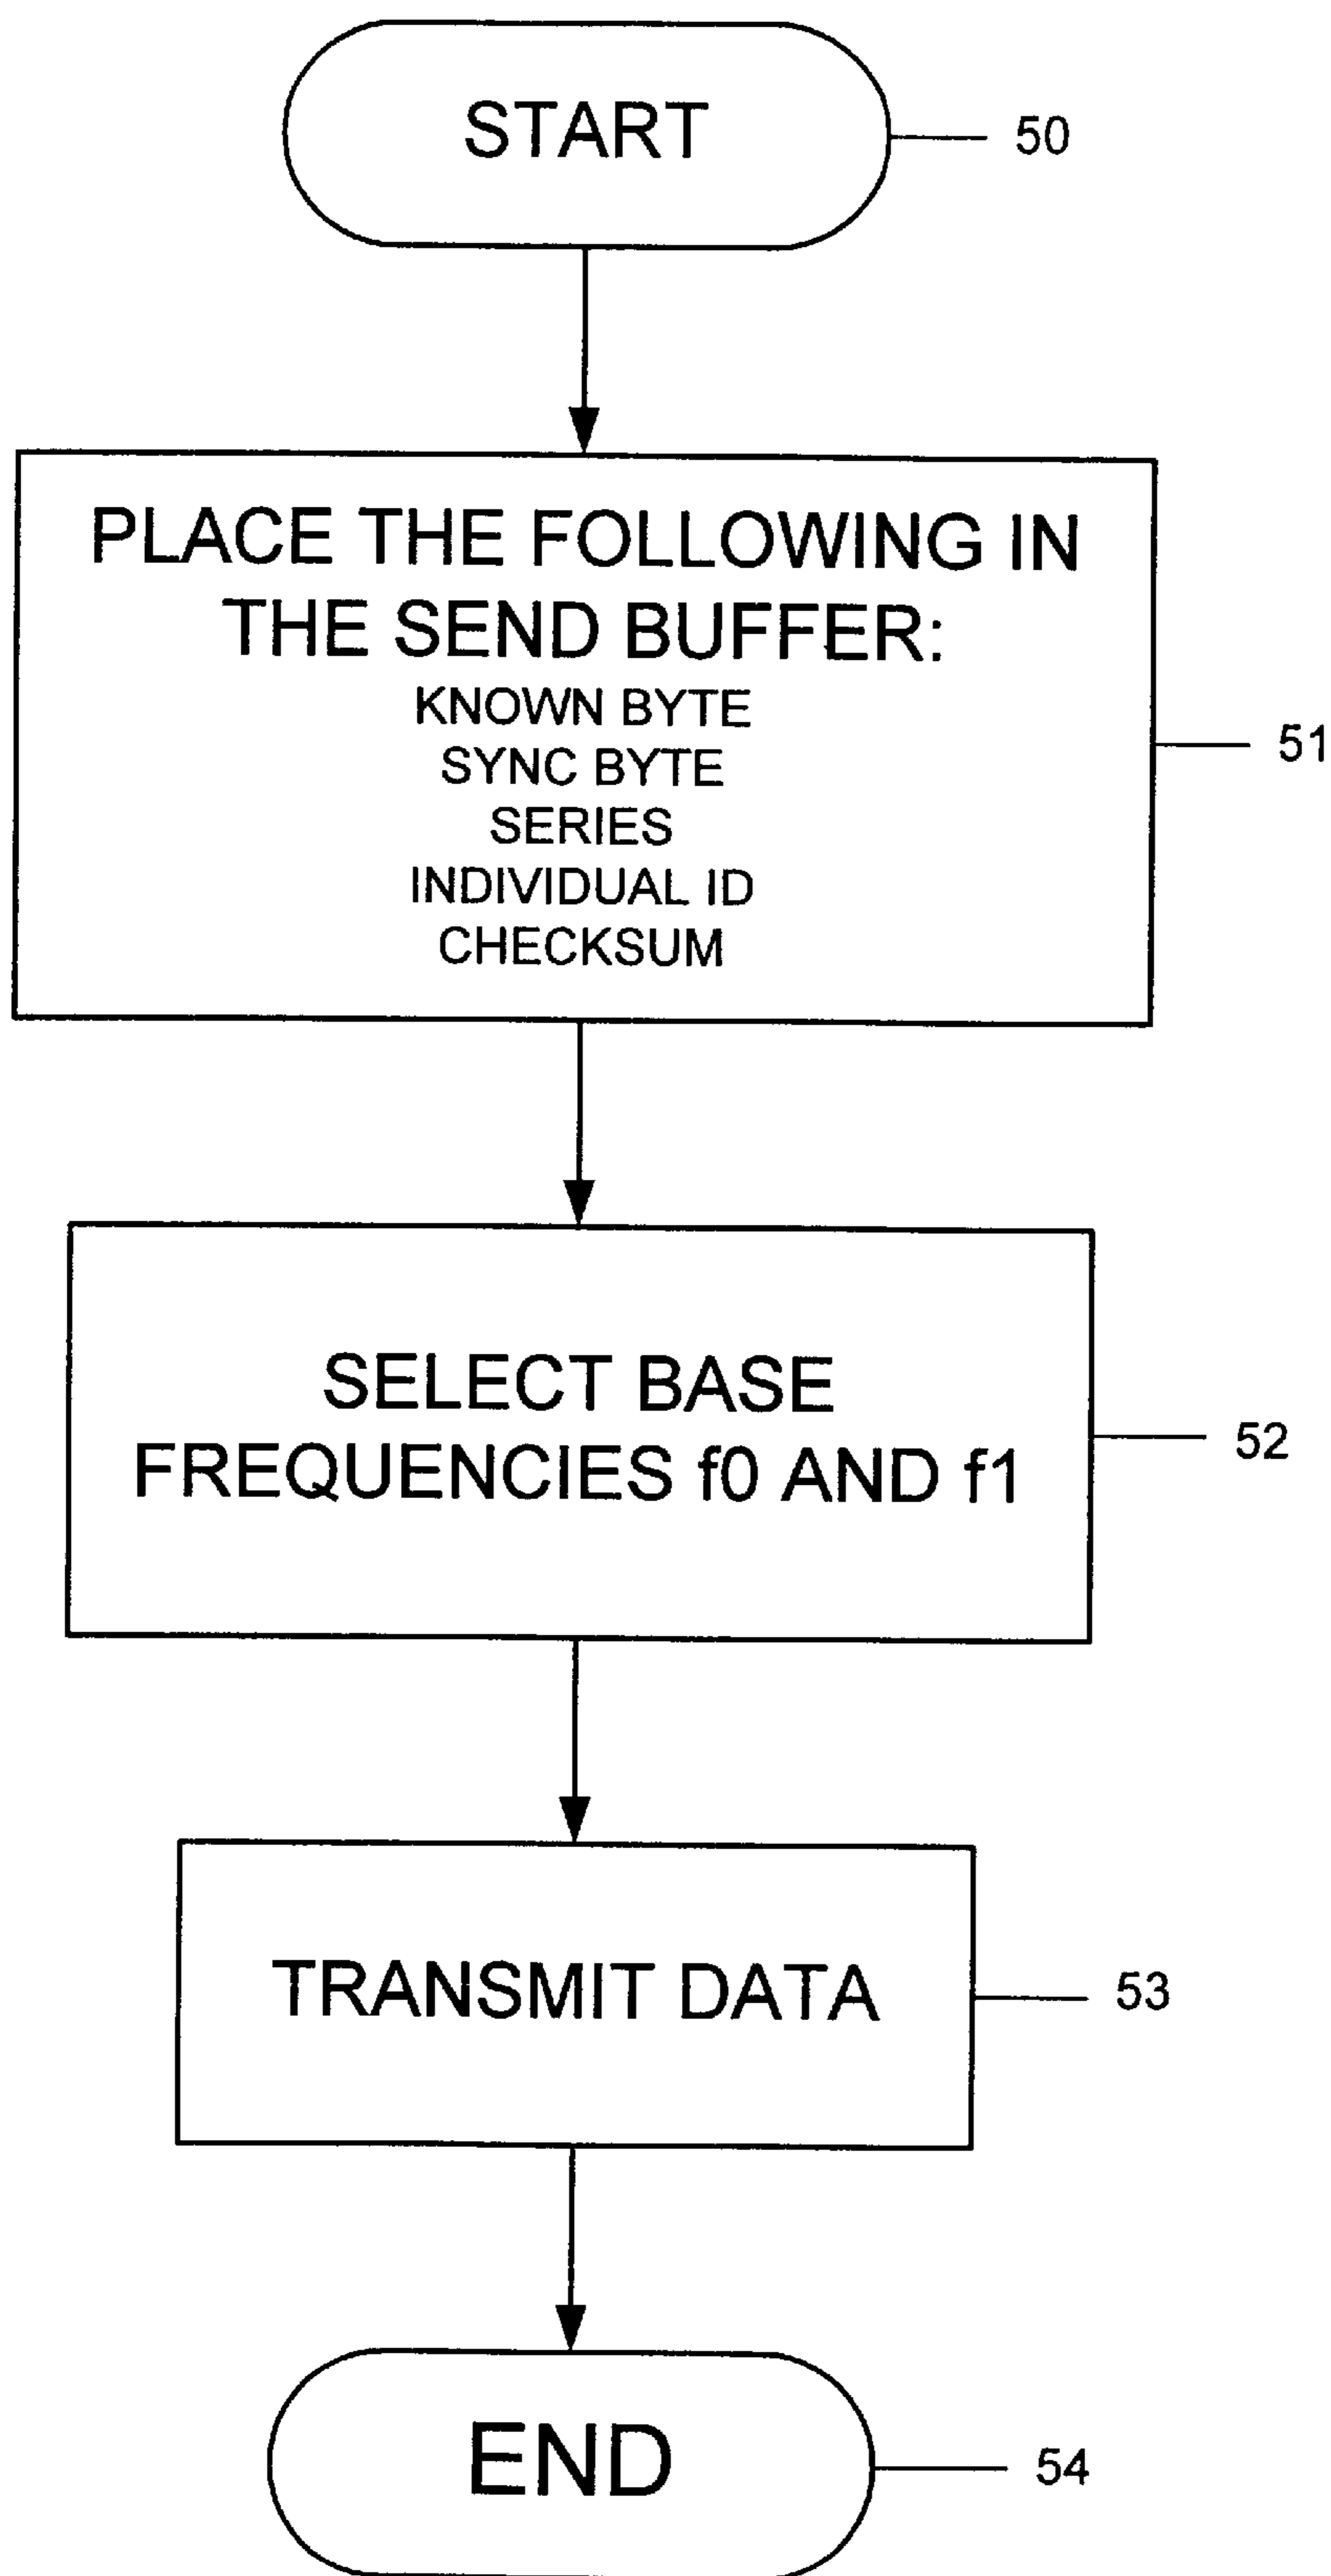 START
50
PLACE THE FOLLOWING IN
THE SEND BUFFER:
KNOWN BYTE
SYNC BYTE
SERIES
INDIVIDUAL ID
CHECKSUM
51
SELECT BASE
FREQUENCIES f0 AND f1
52
TRANSMIT DATA
53
END
54